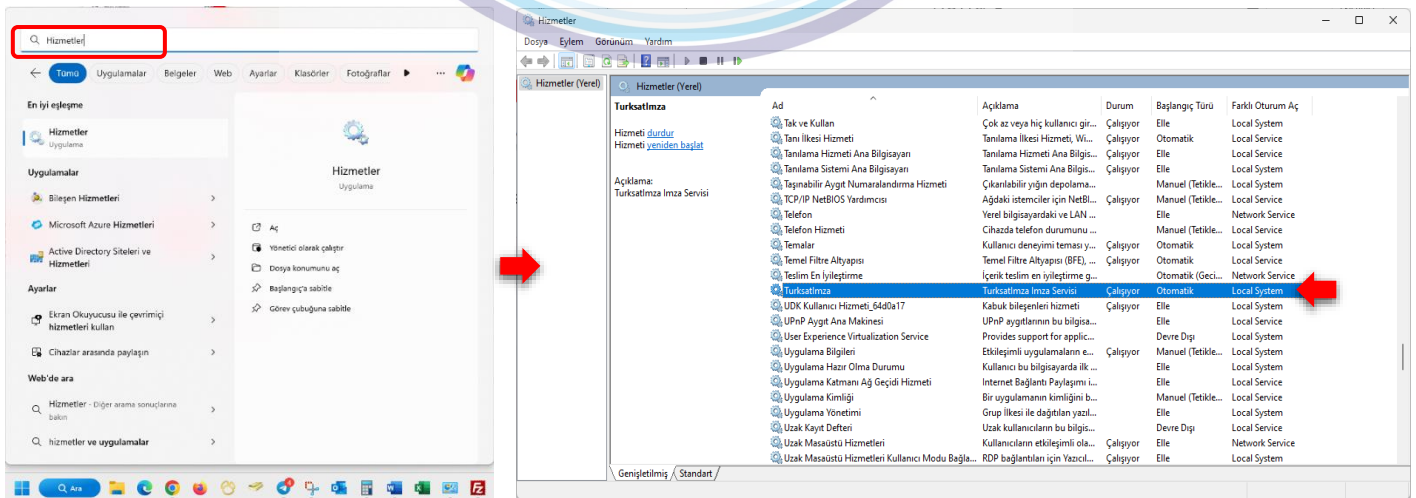 Hizmetler
Tümü Uygulamalar Belgeler Web Ayarlar Klasörler Fotoğraflar ...
En iyi eşleşme
Hizmetler
Uygulama
Uygulamalar
Bileşen Hizmetleri
Microsoft Azure Hizmetleri
Active Directory Siteleri ve
Hizmetleri
Ayarlar
Ekran Okuyucusu ile çevrimiçi
hizmetleri kullan
Cihazlar arasında paylaşın
Web'de ara
Hizmetler - Diğer arama sonuçlarına
bakın
hizmetler ve uygulamalar
Hizmetler
Uygulama
Aç
Yönetici olarak çalıştır
Dosya konumunu aç
Başlangıç'a sabitle
Görev çubuğuna sabitle
Ara
Hizmetler
Dosya Eylem Görünüm Yardım
Hizmetler (Yerel)
Hizmetler (Yerel)
TurksatImza
Hizmeti durdur
Hizmeti yeniden başlat
Açıklama:
TurksatImza Imza Servisi
Ad Açıklama Durum Başlangıç Türü Farklı Oturum Aç
Tak ve Kullan Çok az veya hiç kullanıcı gir... Çalışıyor Elle Local System
Tanı İlkesi Hizmeti Tanılama İlkesi Hizmeti, Wi... Çalışıyor Otomatik Local Service
Tanılama Hizmeti Ana Bilgisayarı Tanılama Hizmeti Ana Bilgis... Çalışıyor Elle Local Service
Tanılama Sistemi Ana Bilgisayarı Tanılama Sistemi Ana Bilgis... Çalışıyor Elle Local System
Taşınabilir Aygıt Numaralandırma Hizmeti Çıkarılabilir yığın depolama... Manuel (Tetikle... Local System
TCP/IP NetBIOS Yardımcısı Ağdaki istemciler için NetBI... Çalışıyor Manuel (Tetikle... Local Service
Telefon Yerel bilgisayardaki ve LAN ... Elle Network Service
Telefon Hizmeti Cihazda telefon durumunu ... Manuel (Tetikle... Local Service
Temalar Kullanıcı deneyimi teması y... Çalışıyor Otomatik Local System
Temel Filtre Altyapısı Temel Filtre Altyapısı (BFE), ... Çalışıyor Otomatik Local Service
Teslim En İyileştirme İçerik teslim en iyileştirme g... Otomatik (Geci... Network Service
TurksatImza TurksatImza Imza Servisi Çalışıyor Otomatik Local System
UDK Kullanıcı Hizmeti_64d0a17 Kabuk bileşenleri hizmeti Çalışıyor Elle Local System
UPnP Aygıt Ana Makinesi UPnP aygıtlarının bu bilgisa... Elle Local Service
User Experience Virtualization Service Provides support for applic... Devre Dışı Local System
Uygulama Bilgileri Etkileşimli uygulamaların e... Çalışıyor Manuel (Tetikle... Local System
Uygulama Hazır Olma Durumu Kullanıcı bu bilgisayarda ilk ... Elle Local System
Uygulama Katmanı Ağ Geçidi Hizmeti Internet Bağlantı Paylaşımı i... Elle Local Service
Uygulama Kimliği Bir uygulamanın kimliğini b... Manuel (Tetikle... Local Service
Uygulama Yönetimi Grup İlkesi ile dağıtılan yazıl... Elle Local System
Uzak Kayıt Defteri Uzak kullanıcıların bu bilgis... Devre Dışı Local Service
Uzak Masaüstü Hizmetleri Kullanıcıların etkileşimli ola... Çalışıyor Elle Network Service
Uzak Masaüstü Hizmetleri Kullanıcı Modu Bağla... RDP bağlantıları için Yazıcıl... Çalışıyor Elle Local System
Genişletilmiş Standart